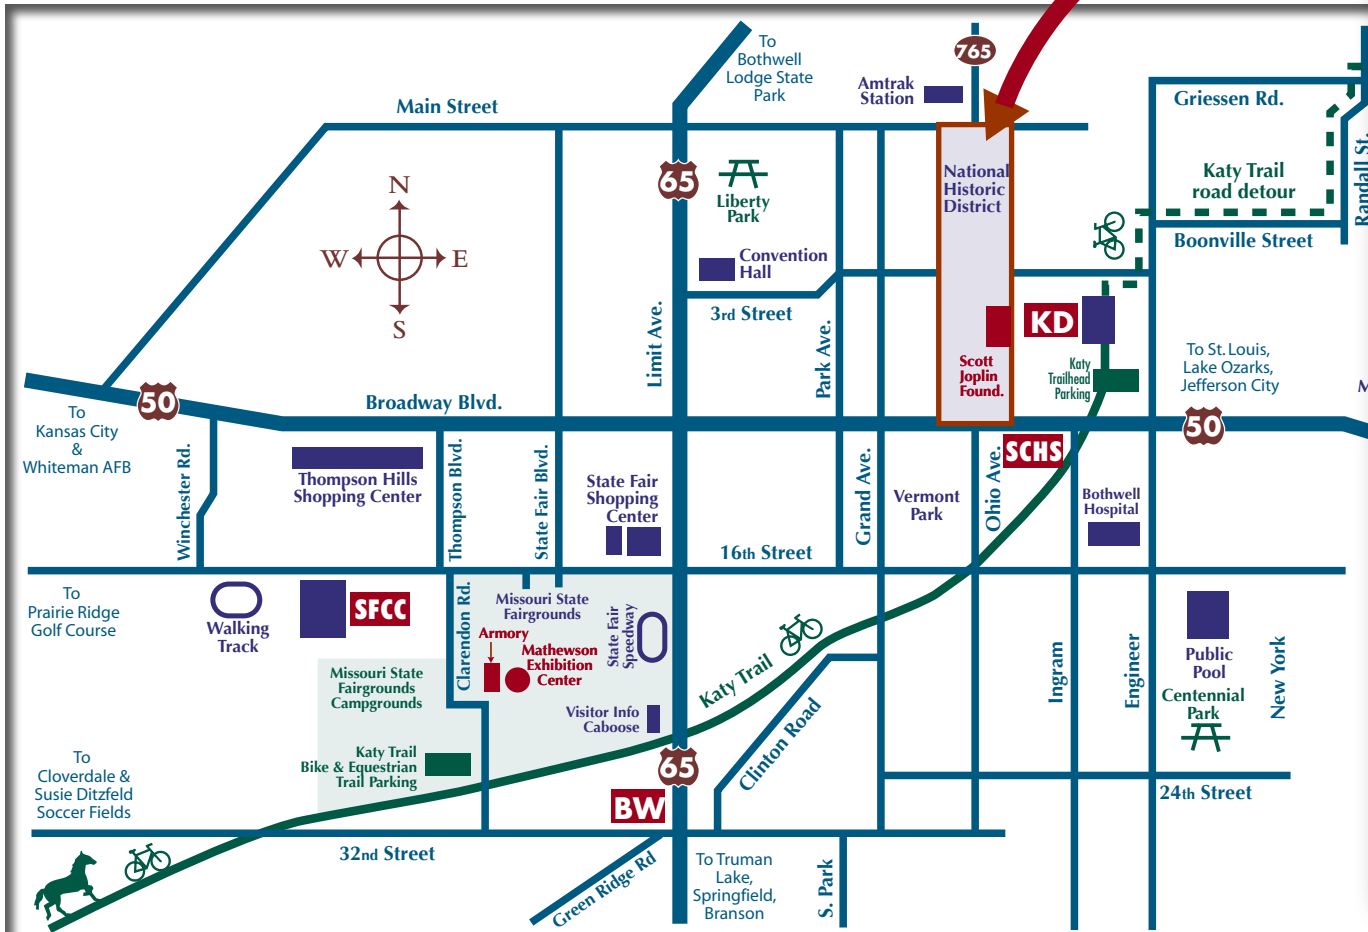 To
Bothwell
Lodge State
Park
765
Amtrak
Station
Main Street
Griessen Rd.
Randall St.
65
Liberty
Park
National
Historic
District
Katy Trail
road detour
Boonville Street
N
W
E
S
Convention
Hall
3rd Street
Limit Ave.
Park Ave.
KD
Scott
Joplin
Found.
Katy
Trailhead
Parking
To St. Louis,
Lake Ozarks,
Jefferson City
50
Broadway Blvd.
50
To
Kansas City
&
Whiteman AFB
Winchester Rd.
Thompson Hills
Shopping Center
Thompson Blvd.
State Fair Blvd.
State Fair
Shopping
Center
Grand Ave.
Vermont
Park
Ohio Ave.
SCHS
Bothwell
Hospital
16th Street
To
Prairie Ridge
Golf Course
Walking
Track
SFCC
Clarendon Rd.
Missouri State
Fairgrounds
Armory
Mathewson
Exhibition
Center
State Fair
Speedway
Missouri State
Fairgrounds
Campgrounds
Visitor Info
Caboose
Katy Trail
Clinton Road
Ingram
Engineer
Public
Pool
Centennial
Park
New York
Katy Trail
Bike & Equestrian
Trail Parking
To
Cloverdale &
Susie Ditzfeld
Soccer Fields
65
BW
24th Street
32nd Street
Green Ridge Rd
To Truman
Lake,
Springfield,
Branson
S. Park